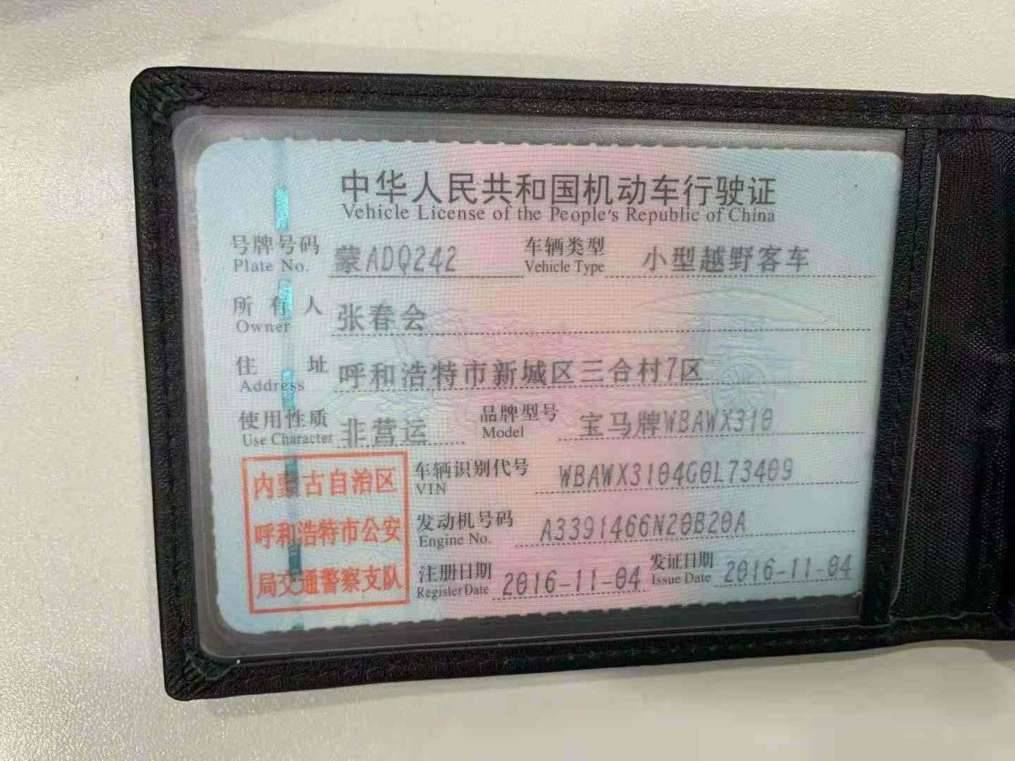 中华人民共和国机动车行驶证
Vehicle License of the People's Republic of China
号牌号码 蒙ADQ242 车辆类型 小型越野客车
Plate No. Vehicle Type
所有人 张春会
Owner
住址 呼和浩特市新城区三合村7区
Address
使用性质 非营运 品牌型号 宝马牌WBAWX310
Use Character Model
车辆识别代号 WBAWX3104G0L73409
VIN
发动机号码 A3391466N20B20A
Engine No.
注册日期 2016-11-04 发证日期 2016-11-04
Register Date Issue Date
内蒙古自治区
呼和浩特市公安
局交通警察支队